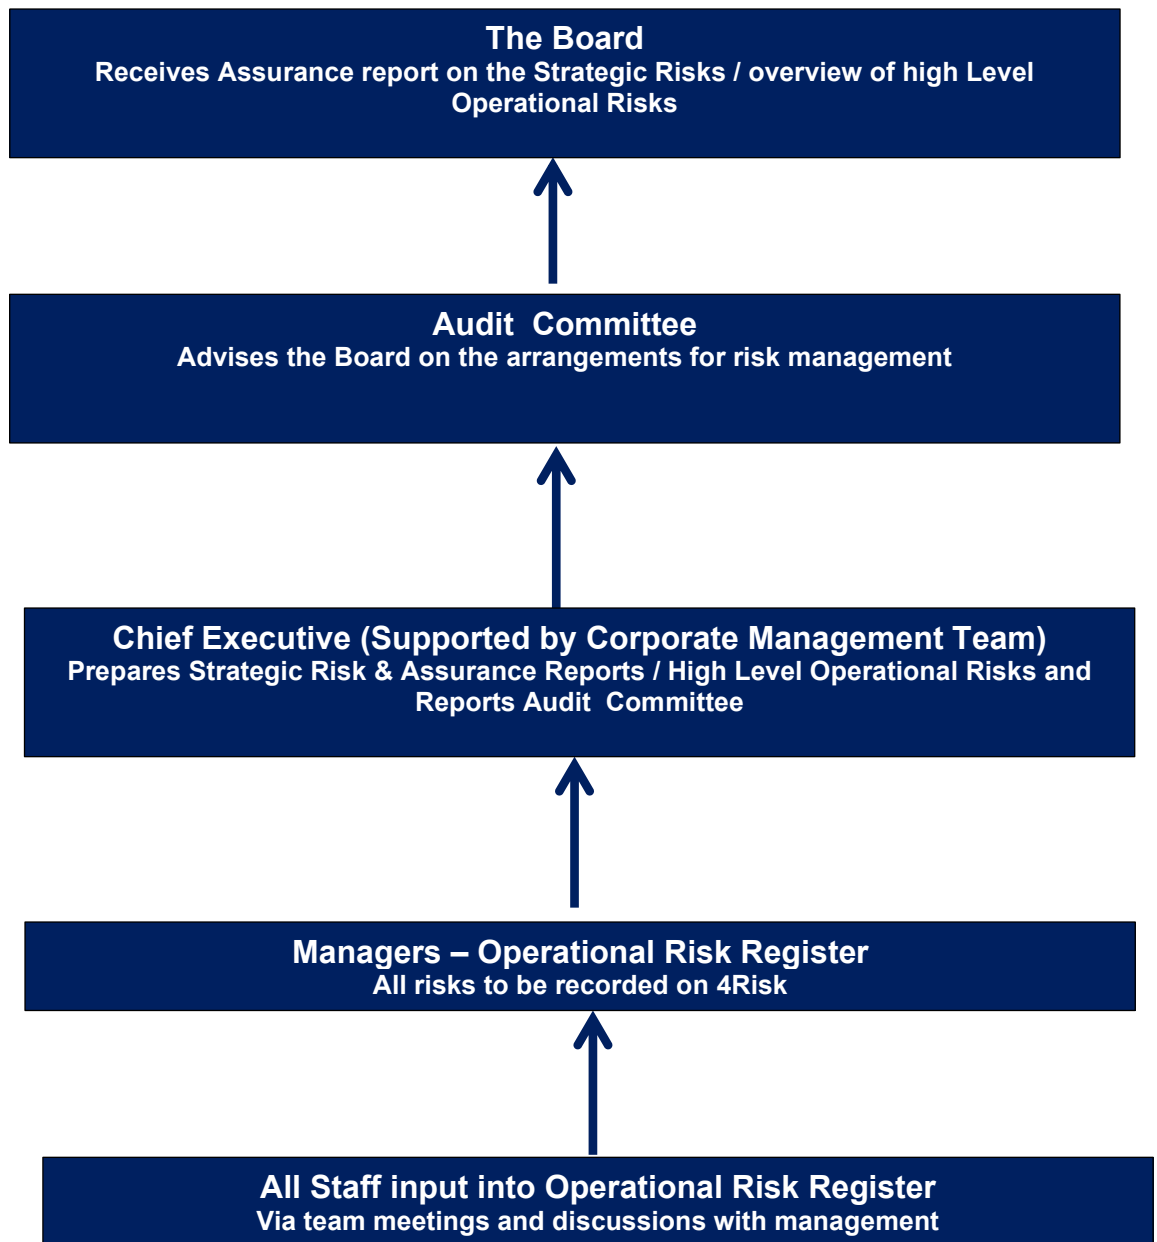 The Board
Receives Assurance report on the Strategic Risks / overview of high Level
Operational Risks
Audit  Committee
Advises the Board on the arrangements for risk management
Chief Executive (Supported by Corporate Management Team)
Prepares Strategic Risk & Assurance Reports / High Level Operational Risks and
Reports Audit  Committee
Managers – Operational Risk Register
All risks to be recorded on 4Risk
All Staff input into Operational Risk Register
Via team meetings and discussions with management